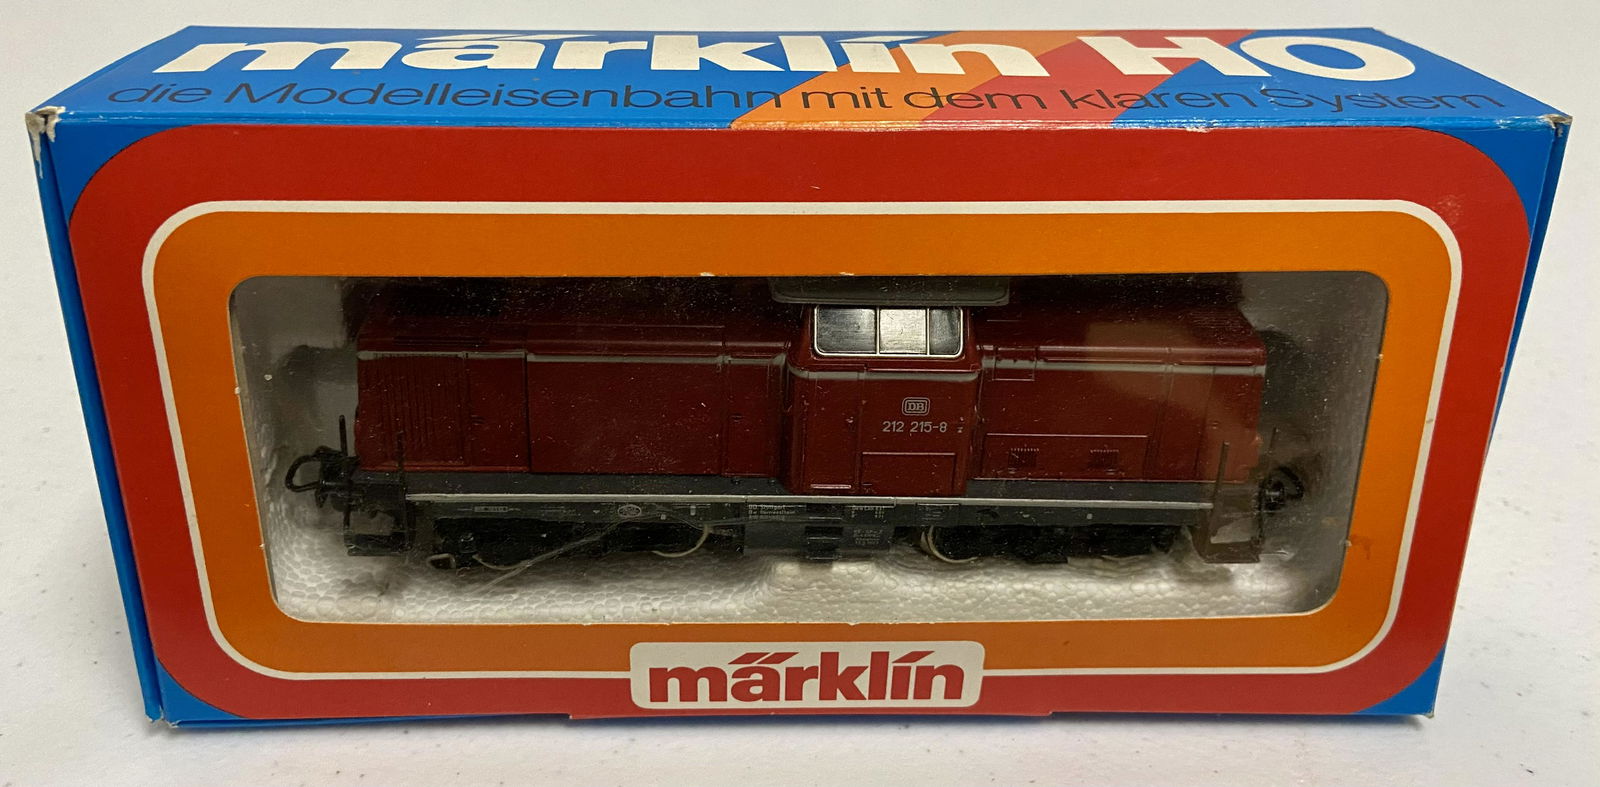 märklin HO
die Modelleisenbahn mit dem klaren System
DB
212 215-8
märklin